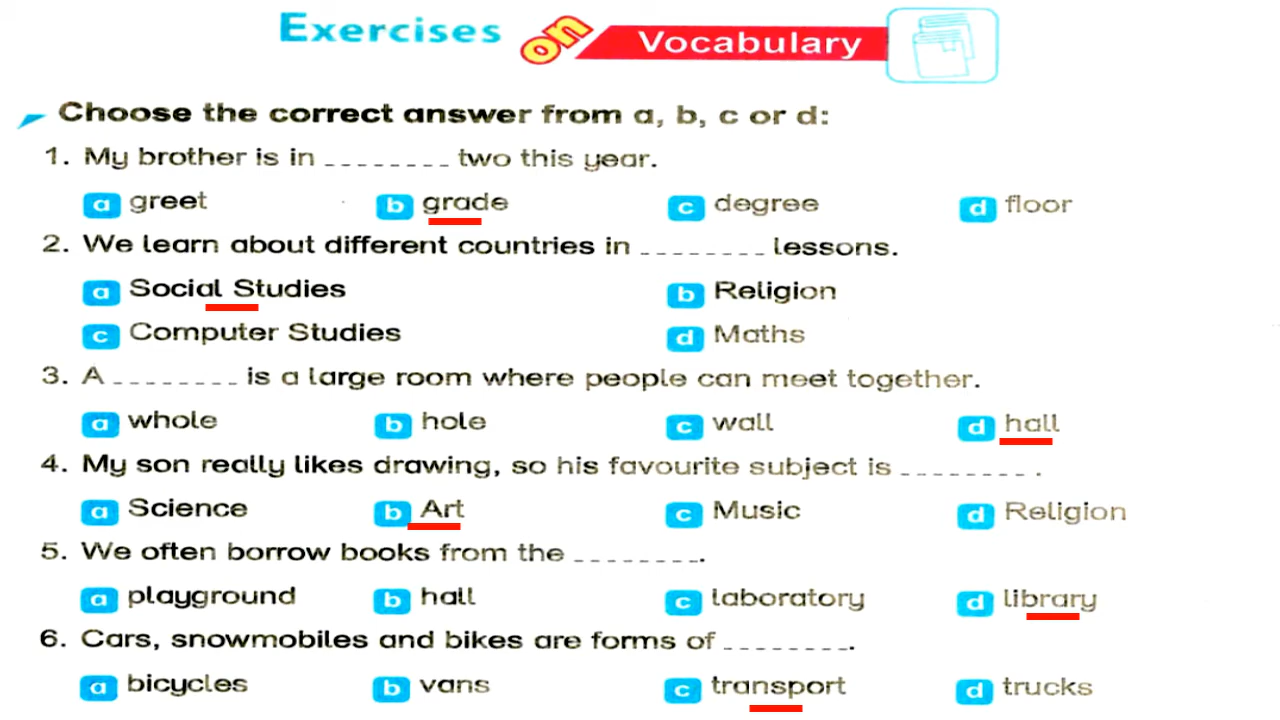 Exercises on Vocabulary
Choose the correct answer from a, b, c or d:
1. My brother is in ________ two this year.
a greet b grade c degree d floor
2. We learn about different countries in ________ lessons.
a Social Studies b Religion
c Computer Studies d Maths
3. A ________ is a large room where people can meet together.
a whole b hole c wall d hall
4. My son really likes drawing, so his favourite subject is ________ .
a Science b Art c Music d Religion
5. We often borrow books from the ________.
a playground b hall c laboratory d library
6. Cars, snowmobiles and bikes are forms of ________.
a bicycles b vans c transport d trucks